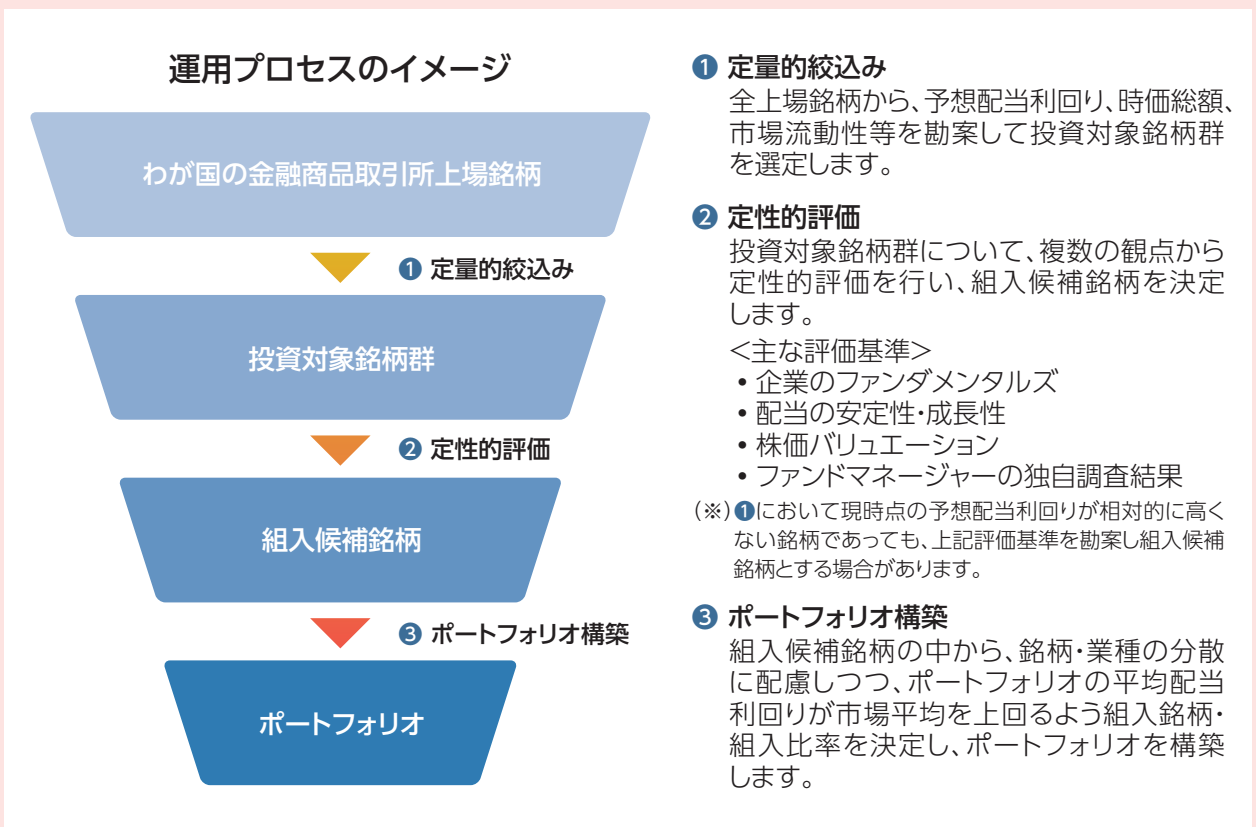 運用プロセスのイメージ
わが国の金融商品取引所上場銘柄
❶ 定量的絞込み
投資対象銘柄群
❷ 定性的評価
組入候補銘柄
❸ ポートフォリオ構築
ポートフォリオ
❶ 定量的絞込み
全上場銘柄から、予想配当利回り、時価総額、
市場流動性等を勘案して投資対象銘柄群
を選定します。
❷ 定性的評価
投資対象銘柄群について、複数の観点から
定性的評価を行い、組入候補銘柄を決定
します。
＜主な評価基準＞
• 企業のファンダメンタルズ
• 配当の安定性・成長性
• 株価バリュエーション
• ファンドマネージャーの独自調査結果
（※）❶において現時点の予想配当利回りが相対的に高く
ない銘柄であっても、上記評価基準を勘案し組入候補
銘柄とする場合があります。
❸ ポートフォリオ構築
組入候補銘柄の中から、銘柄・業種の分散
に配慮しつつ、ポートフォリオの平均配当
利回りが市場平均を上回るよう組入銘柄・
組入比率を決定し、ポートフォリオを構築
します。